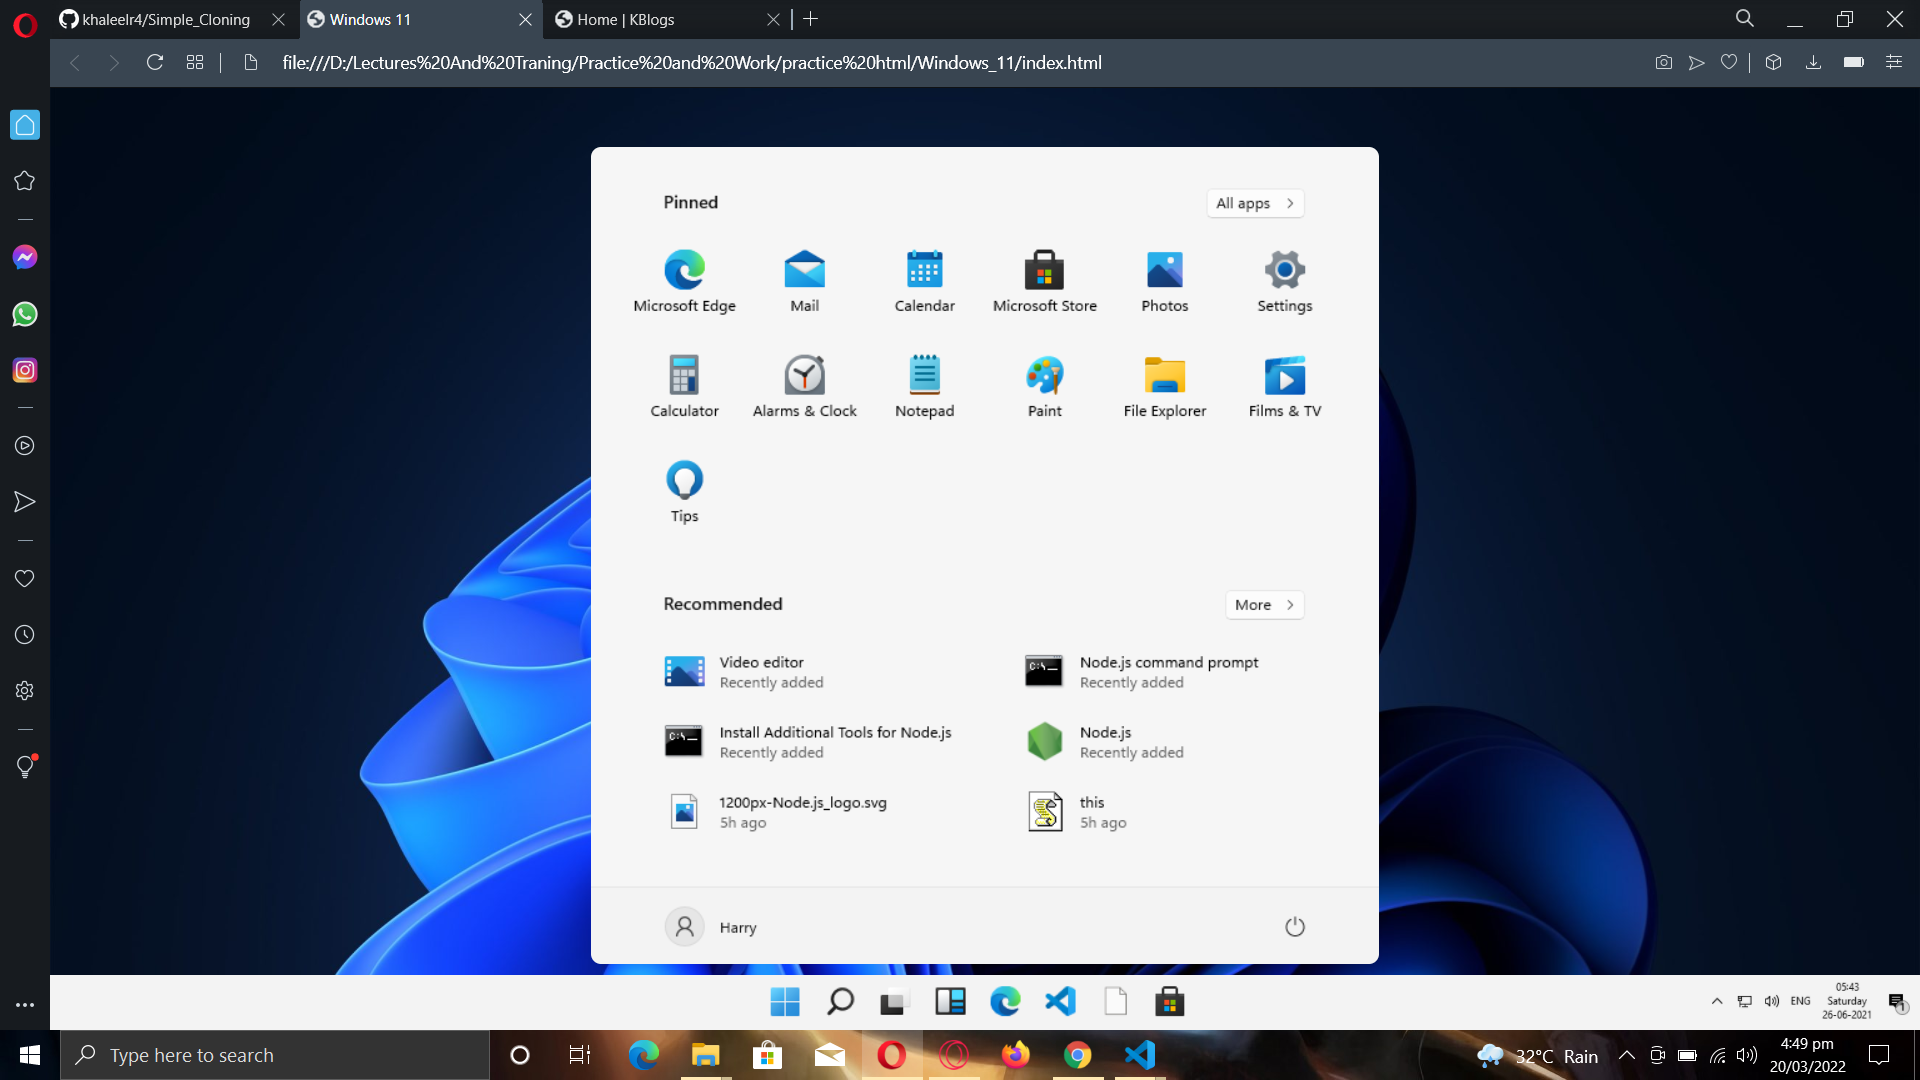 khaleelr4/Simple_Cloning
Windows 11
Home | KBlogs
file:///D:/Lectures%20And%20Traning/Practice%20and%20Work/practice%20html/Windows_11/index.html
Pinned
All apps
Microsoft Edge
Mail
Calendar
Microsoft Store
Photos
Settings
Calculator
Alarms & Clock
Notepad
Paint
File Explorer
Films & TV
Tips
Recommended
More
Video editor
Recently added
C:\_
Node.js command prompt
Recently added
C:\_
Install Additional Tools for Node.js
Recently added
Node.js
Recently added
1200px-Node.js_logo.svg
5h ago
this
5h ago
Harry
ENG
05:43
Saturday
26-06-2021
1
Type here to search
32°C Rain
4:49 pm
20/03/2022